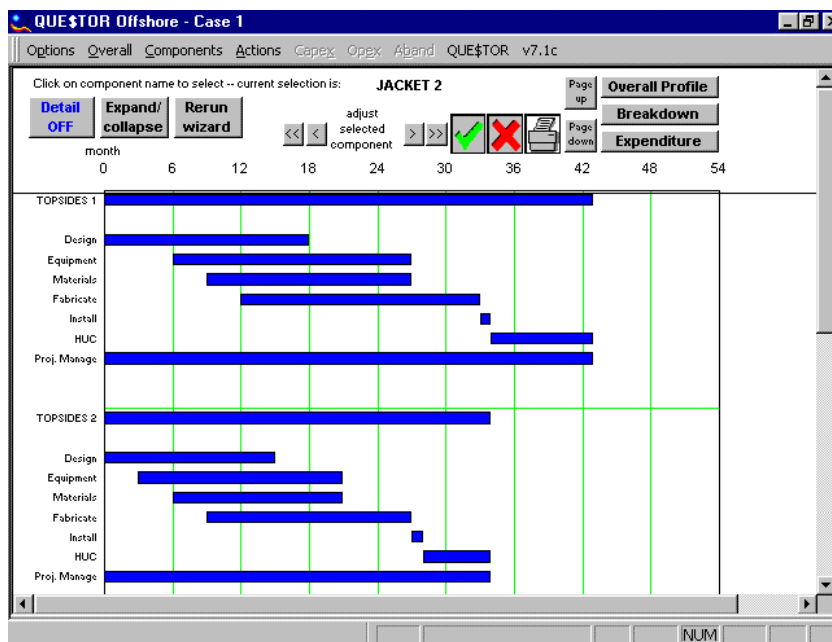 QUE$TOR Offshore - Case 1
Options Overall Components Actions Capex Opex Aband QUE$TOR v7.1c
Click on component name to select -- current selection is: JACKET 2
Detail OFF
Expand/ collapse
Rerun wizard
<< <
adjust selected component
> >>
Page up
Page down
Overall Profile
Breakdown
Expenditure
month
0 6 12 18 24 30 36 42 48 54
TOPSIDES 1
Design
Equipment
Materials
Fabricate
Install
HUC
Proj. Manage
TOPSIDES 2
Design
Equipment
Materials
Fabricate
Install
HUC
Proj. Manage
NUM